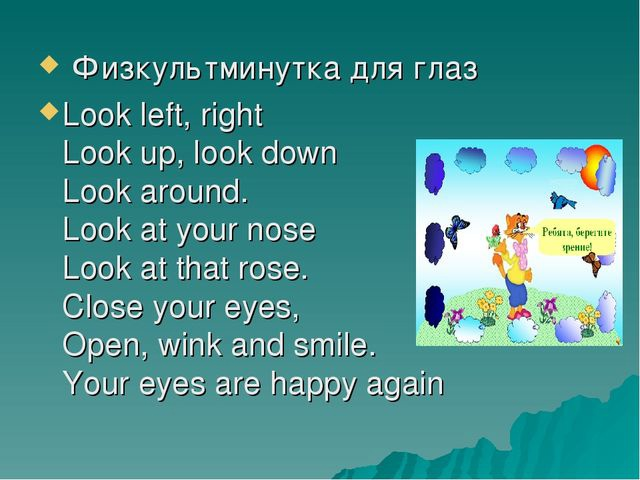 Физкультминутка для глаз
Look left, right
Look up, look down
Look around.
Look at your nose
Look at that rose.
Close your eyes,
Open, wink and smile.
Your eyes are happy again
Ребята, берегите
зрение!